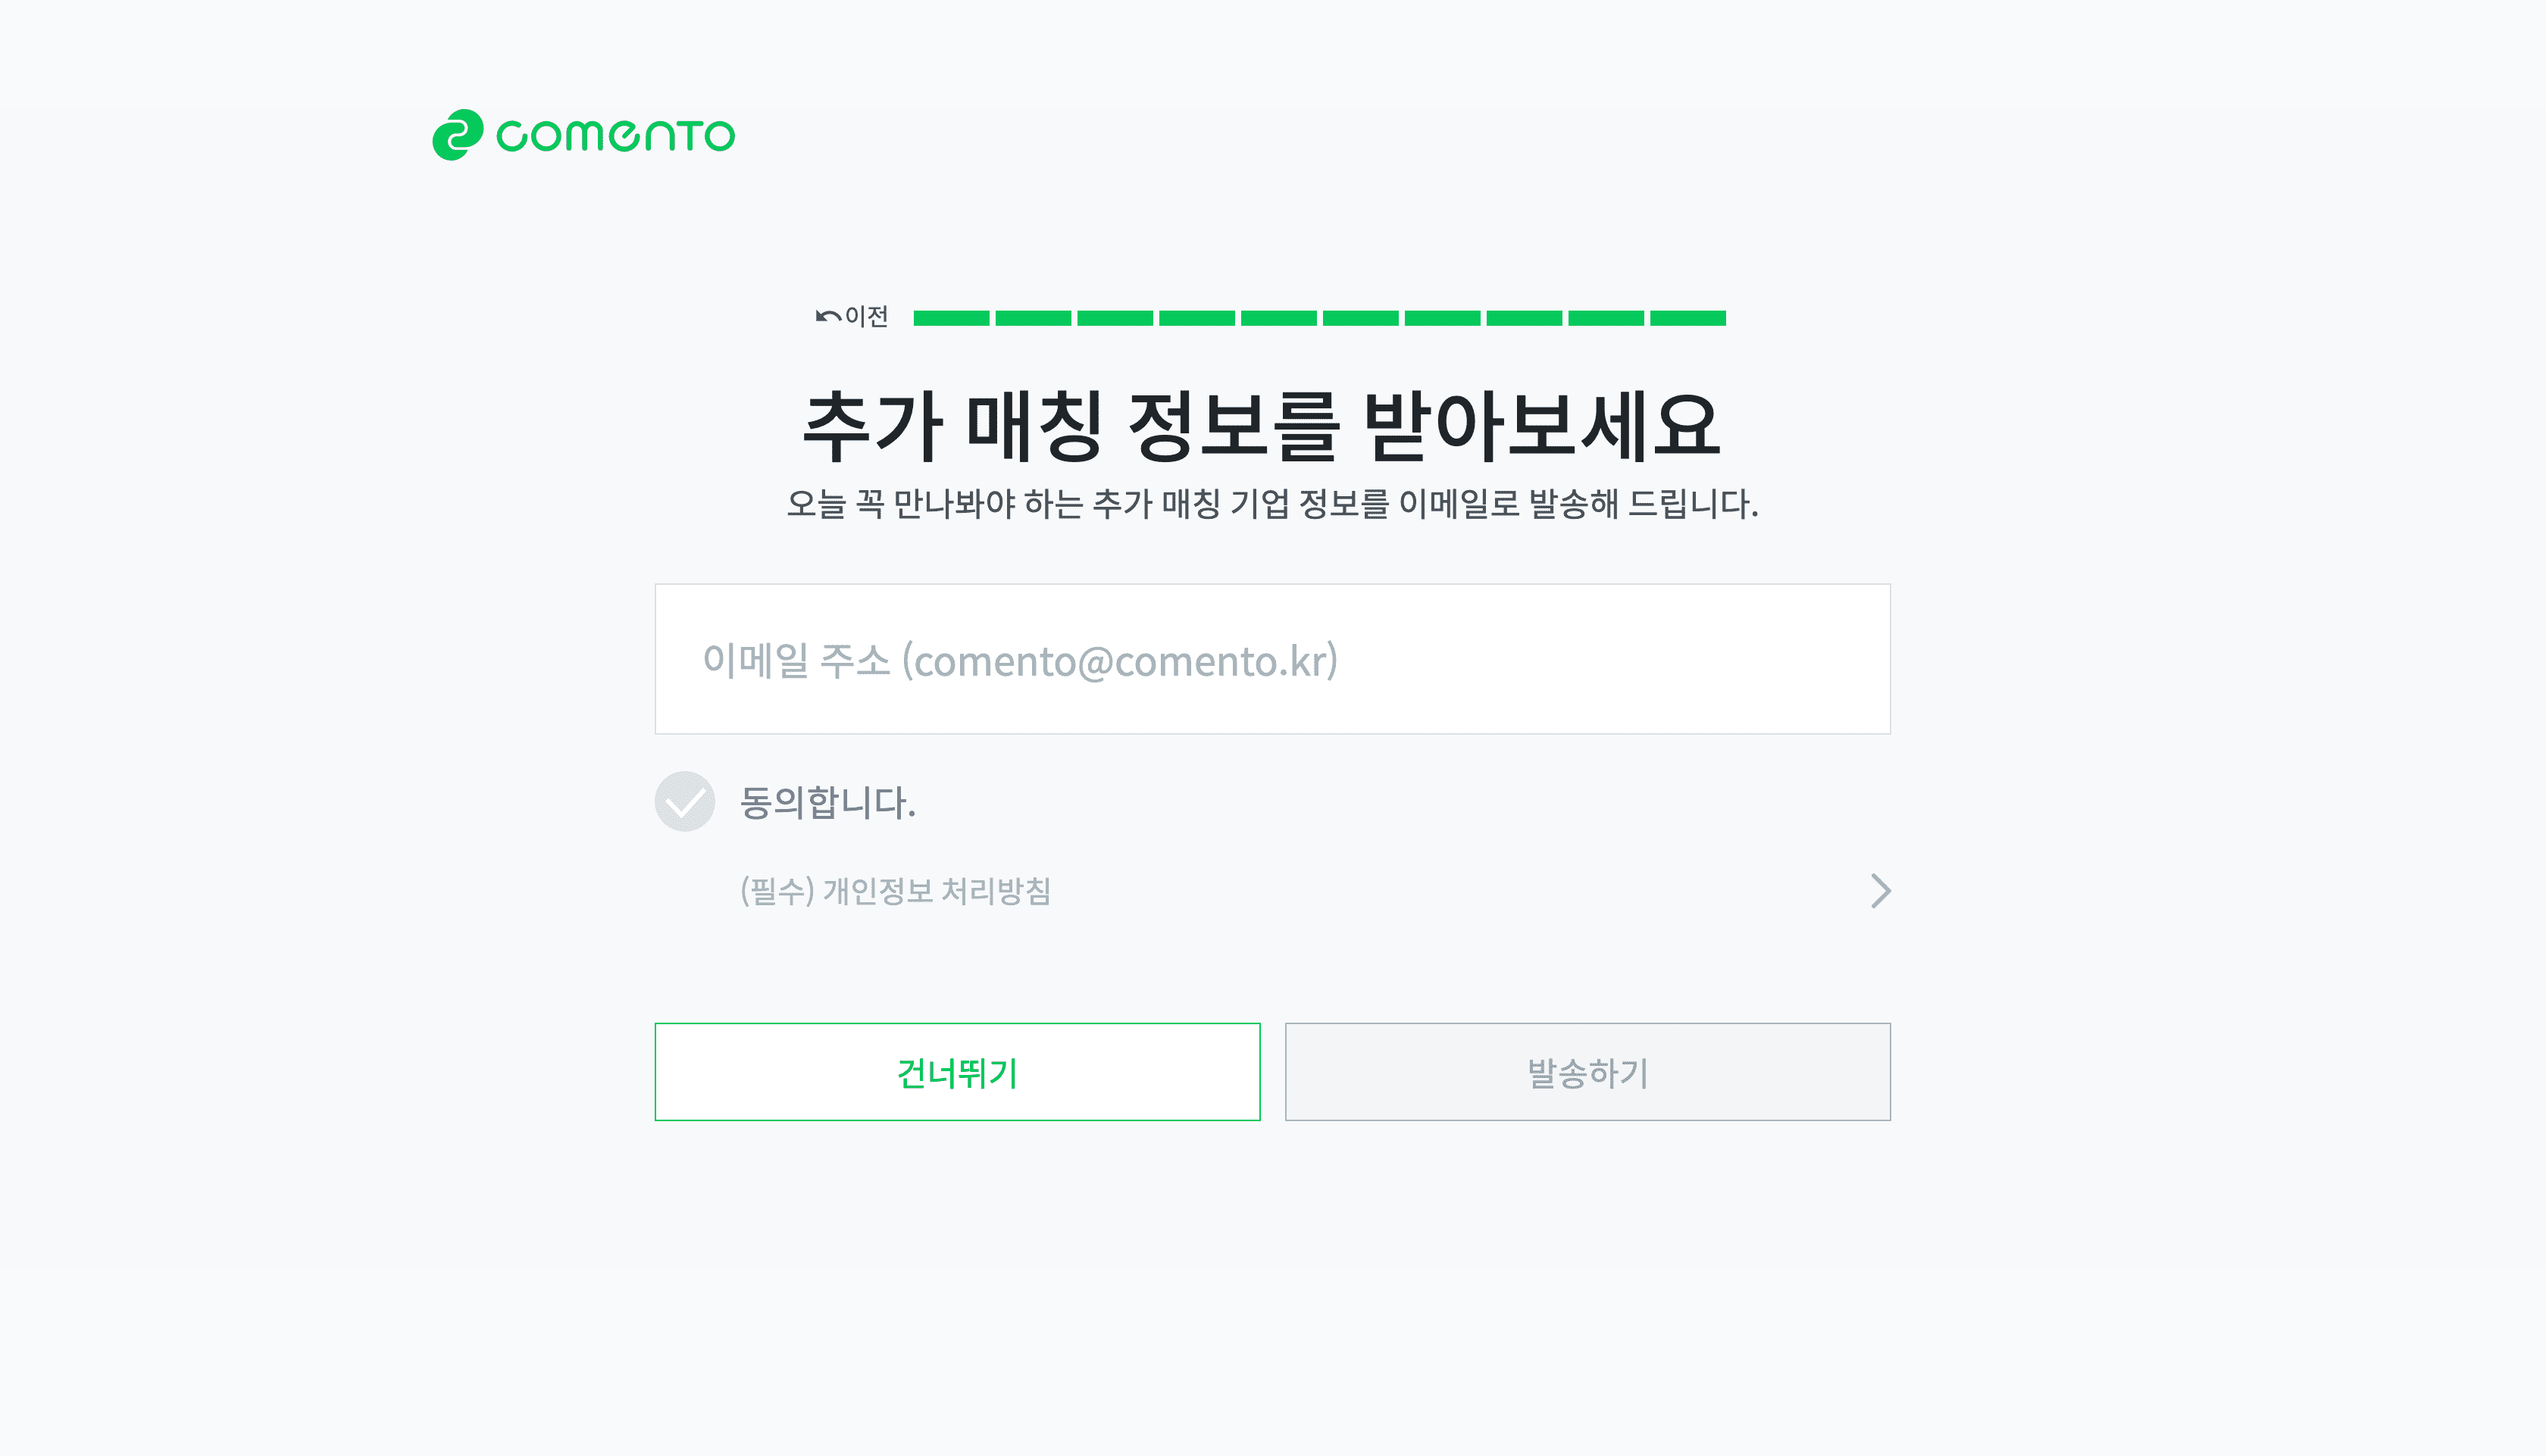 comento
이전
추가 매칭 정보를 받아보세요
오늘 꼭 만나봐야 하는 추가 매칭 기업 정보를 이메일로 발송해 드립니다.
이메일 주소 (comento@comento.kr)
동의합니다.
(필수) 개인정보 처리방침
건너뛰기
발송하기